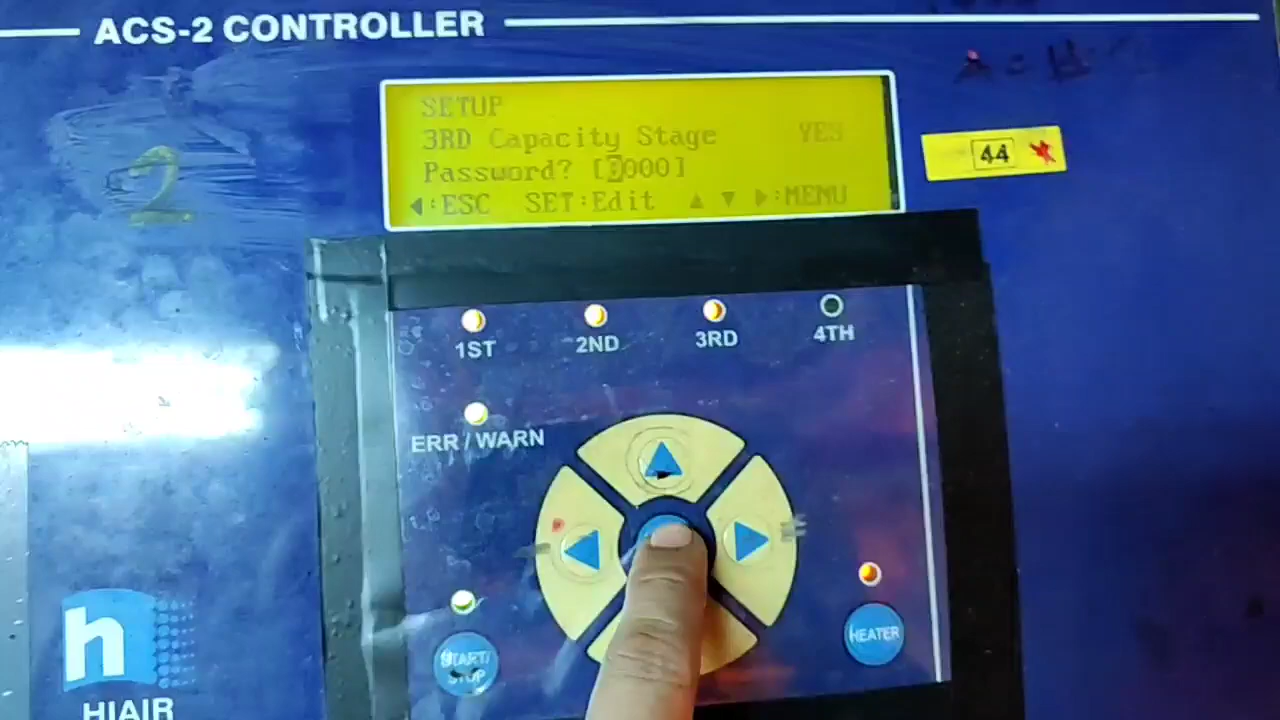 ACS-2 CONTROLLER
SETUP
3RD Capacity Stage YES
Password? [0000]
◀:ESC SET:Edit ▲ ▼ ▶:MENU
44
2
1ST 2ND 3RD 4TH
ERR / WARN
START/
STOP
HEATER
h
HIAIR